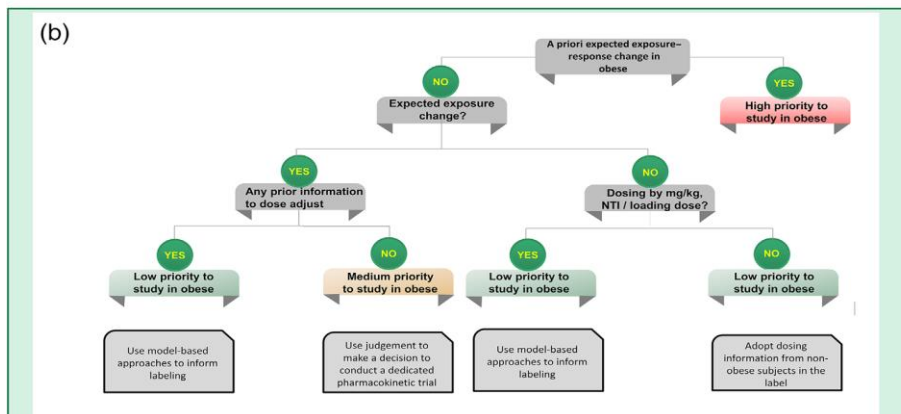 (b)
A priori expected exposure–
response change in
obese
NO
YES
Expected exposure
change?
High priority to
study in obese
YES
NO
Any prior information
to dose adjust
Dosing by mg/kg,
NTI / loading dose?
YES
NO
YES
NO
Low priority to
study in obese
Medium priority
to study in obese
Low priority to
study in obese
Low priority to
study in obese
Use model-based
approaches to inform
labeling
Use judgement to
make a decision to
conduct a dedicated
pharmacokinetic trial
Use model-based
approaches to inform
labeling
Adopt dosing
information from non-
obese subjects in the
label